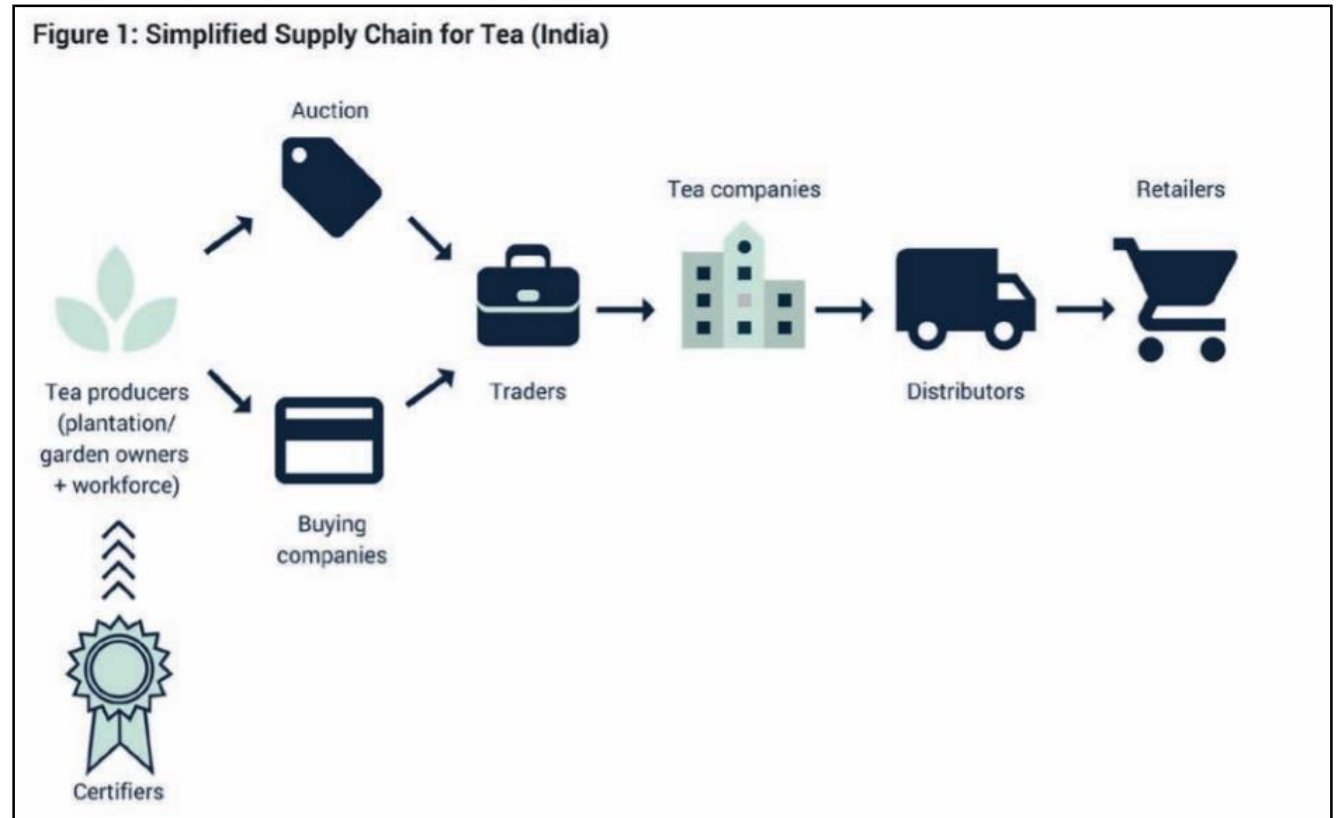 Figure 1: Simplified Supply Chain for Tea (India)
Auction
Tea companies
Retailers
Tea producers
(plantation/
garden owners
+ workforce)
Traders
Distributors
Buying
companies
Certifiers